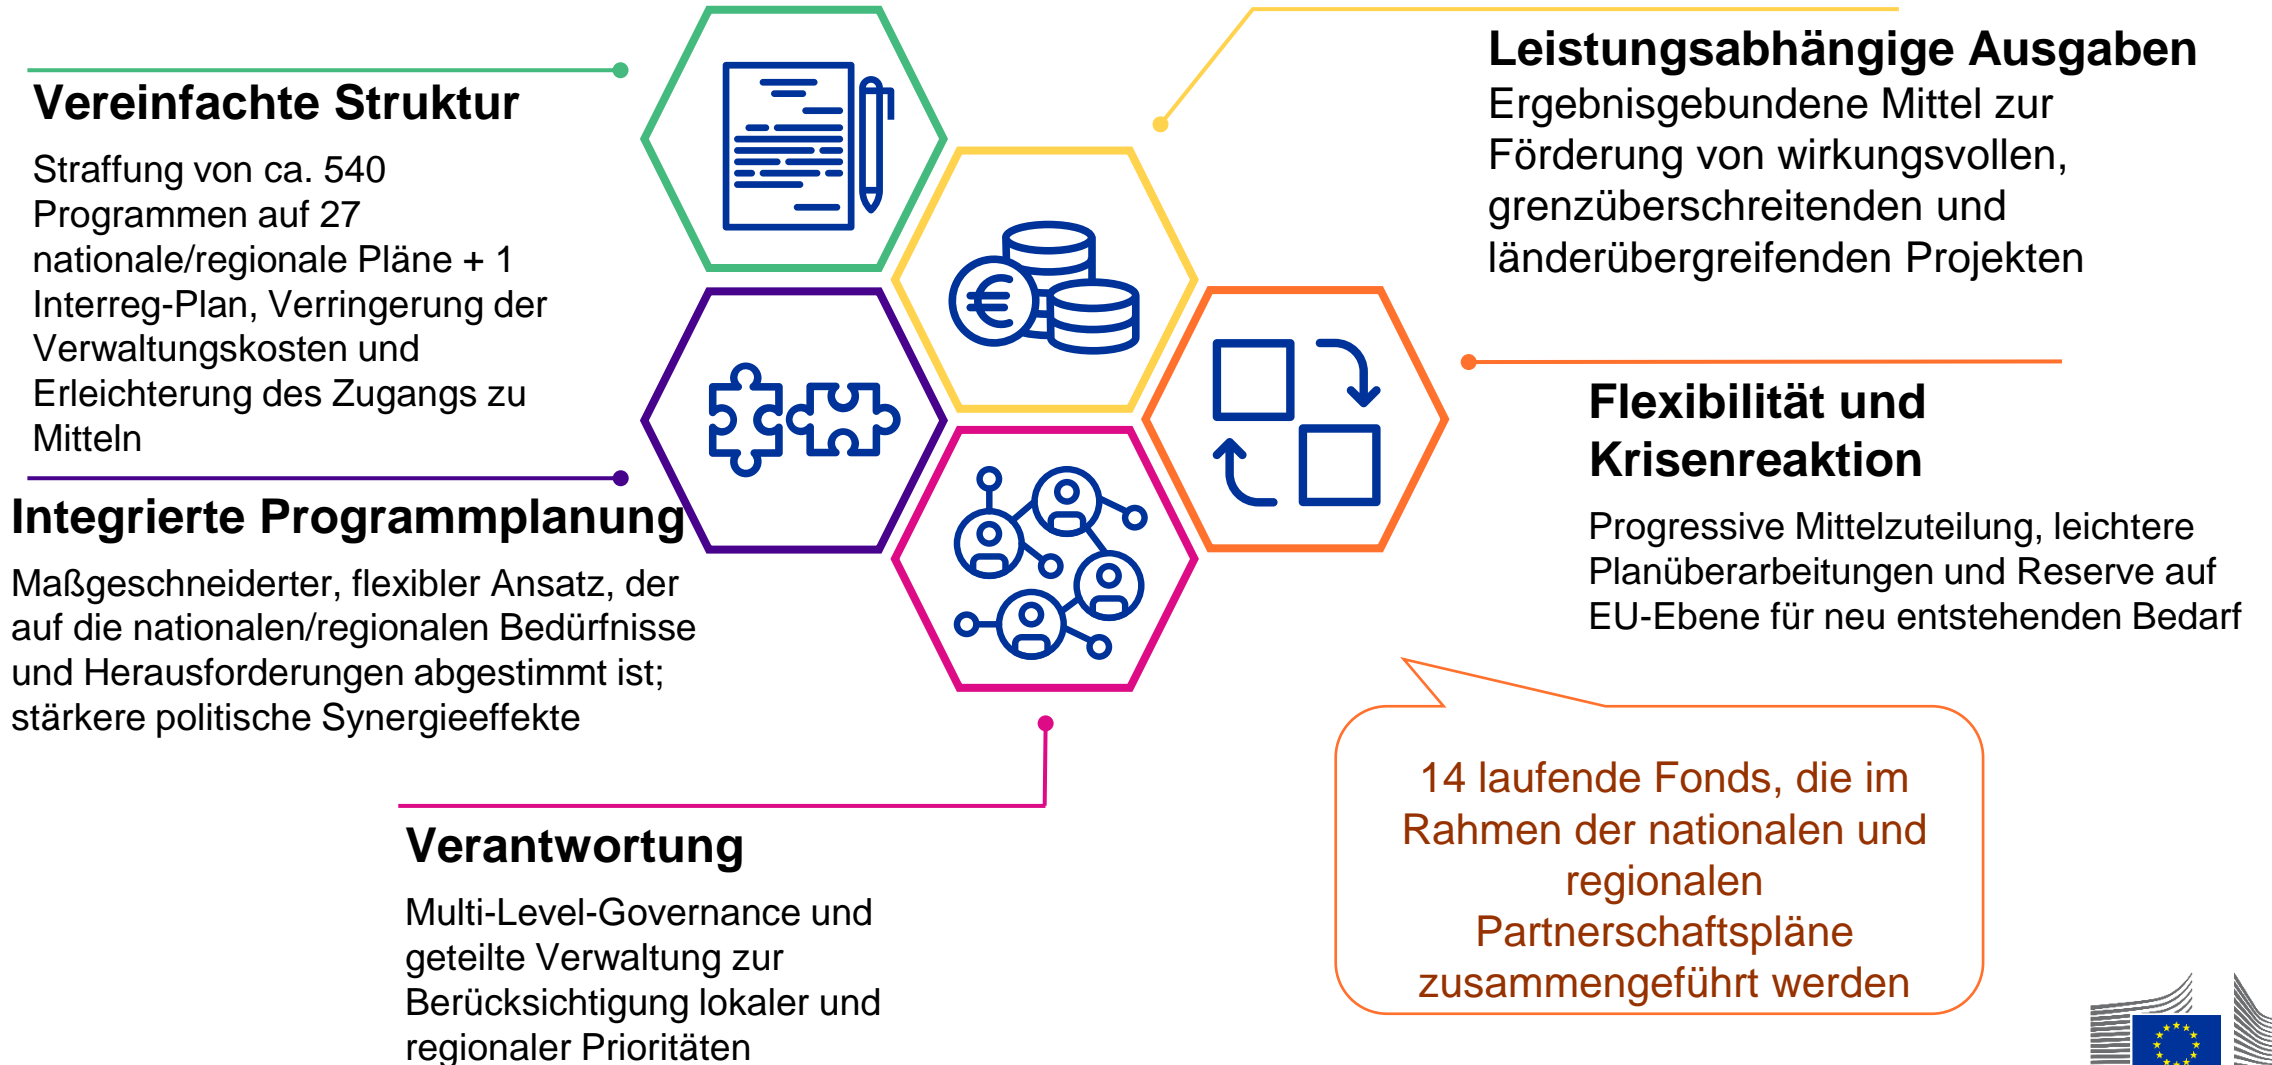 Vereinfachte Struktur
Straffung von ca. 540
Programmen auf 27
nationale/regionale Pläne + 1
Interreg-Plan, Verringerung der
Verwaltungskosten und
Erleichterung des Zugangs zu
Mitteln
Integrierte Programmplanung
Maßgeschneiderter, flexibler Ansatz, der
auf die nationalen/regionalen Bedürfnisse
und Herausforderungen abgestimmt ist;
stärkere politische Synergieeffekte
Verantwortung
Multi-Level-Governance und
geteilte Verwaltung zur
Berücksichtigung lokaler und
regionaler Prioritäten
Leistungsabhängige Ausgaben
Ergebnisgebundene Mittel zur
Förderung von wirkungsvollen,
grenzüberschreitenden und
länderübergreifenden Projekten
Flexibilität und
Krisenreaktion
Progressive Mittelzuteilung, leichtere
Planüberarbeitungen und Reserve auf
EU-Ebene für neu entstehenden Bedarf
14 laufende Fonds, die im
Rahmen der nationalen und
regionalen
Partnerschaftspläne
zusammengeführt werden